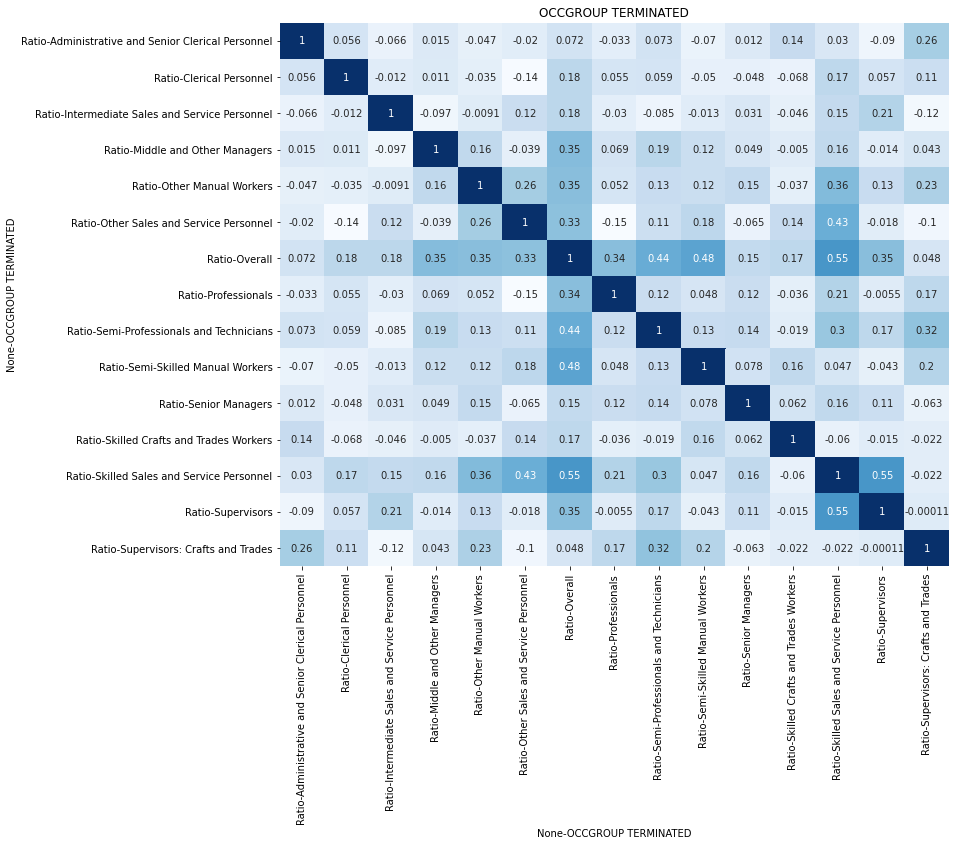 OCCGROUP TERMINATED
None-OCCGROUP TERMINATED
Ratio-Administrative and Senior Clerical Personnel 1 0.056 -0.066 0.015 -0.047 -0.02 0.072 -0.033 0.073 -0.07 0.012 0.14 0.03 -0.09 0.26
Ratio-Clerical Personnel 0.056 1 -0.012 0.011 -0.035 -0.14 0.18 0.055 0.059 -0.05 -0.048 -0.068 0.17 0.057 0.11
Ratio-Intermediate Sales and Service Personnel -0.066 -0.012 1 -0.097 -0.0091 0.12 0.18 -0.03 -0.085 -0.013 0.031 -0.046 0.15 0.21 -0.12
Ratio-Middle and Other Managers 0.015 0.011 -0.097 1 0.16 -0.039 0.35 0.069 0.19 0.12 0.049 -0.005 0.16 -0.014 0.043
Ratio-Other Manual Workers -0.047 -0.035 -0.0091 0.16 1 0.26 0.35 0.052 0.13 0.12 0.15 -0.037 0.36 0.13 0.23
Ratio-Other Sales and Service Personnel -0.02 -0.14 0.12 -0.039 0.26 1 0.33 -0.15 0.11 0.18 -0.065 0.14 0.43 -0.018 -0.1
Ratio-Overall 0.072 0.18 0.18 0.35 0.35 0.33 1 0.34 0.44 0.48 0.15 0.17 0.55 0.35 0.048
Ratio-Professionals -0.033 0.055 -0.03 0.069 0.052 -0.15 0.34 1 0.12 0.048 0.12 -0.036 0.21 -0.0055 0.17
Ratio-Semi-Professionals and Technicians 0.073 0.059 -0.085 0.19 0.13 0.11 0.44 0.12 1 0.13 0.14 -0.019 0.3 0.17 0.32
Ratio-Semi-Skilled Manual Workers -0.07 -0.05 -0.013 0.12 0.12 0.18 0.48 0.048 0.13 1 0.078 0.16 0.047 -0.043 0.2
Ratio-Senior Managers 0.012 -0.048 0.031 0.049 0.15 -0.065 0.15 0.12 0.14 0.078 1 0.062 0.16 0.11 -0.063
Ratio-Skilled Crafts and Trades Workers 0.14 -0.068 -0.046 -0.005 -0.037 0.14 0.17 -0.036 -0.019 0.16 0.062 1 -0.06 -0.015 -0.022
Ratio-Skilled Sales and Service Personnel 0.03 0.17 0.15 0.16 0.36 0.43 0.55 0.21 0.3 0.047 0.16 -0.06 1 0.55 -0.022
Ratio-Supervisors -0.09 0.057 0.21 -0.014 0.13 -0.018 0.35 -0.0055 0.17 -0.043 0.11 -0.015 0.55 1 -0.00011
Ratio-Supervisors: Crafts and Trades 0.26 0.11 -0.12 0.043 0.23 -0.1 0.048 0.17 0.32 0.2 -0.063 -0.022 -0.022 -0.00011 1
Ratio-Administrative and Senior Clerical Personnel
Ratio-Clerical Personnel
Ratio-Intermediate Sales and Service Personnel
Ratio-Middle and Other Managers
Ratio-Other Manual Workers
Ratio-Other Sales and Service Personnel
Ratio-Overall
Ratio-Professionals
Ratio-Semi-Professionals and Technicians
Ratio-Semi-Skilled Manual Workers
Ratio-Senior Managers
Ratio-Skilled Crafts and Trades Workers
Ratio-Skilled Sales and Service Personnel
Ratio-Supervisors
Ratio-Supervisors: Crafts and Trades
None-OCCGROUP TERMINATED